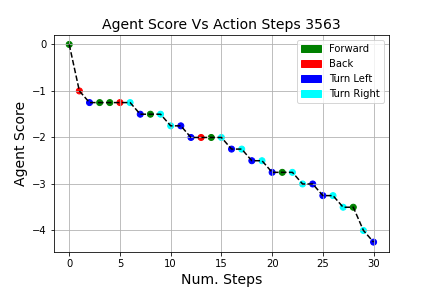 Agent Score Vs Action Steps 3563
Forward
Back
Turn Left
Turn Right
Agent Score
0
−1
−2
−3
−4
0 5 10 15 20 25 30
Num. Steps